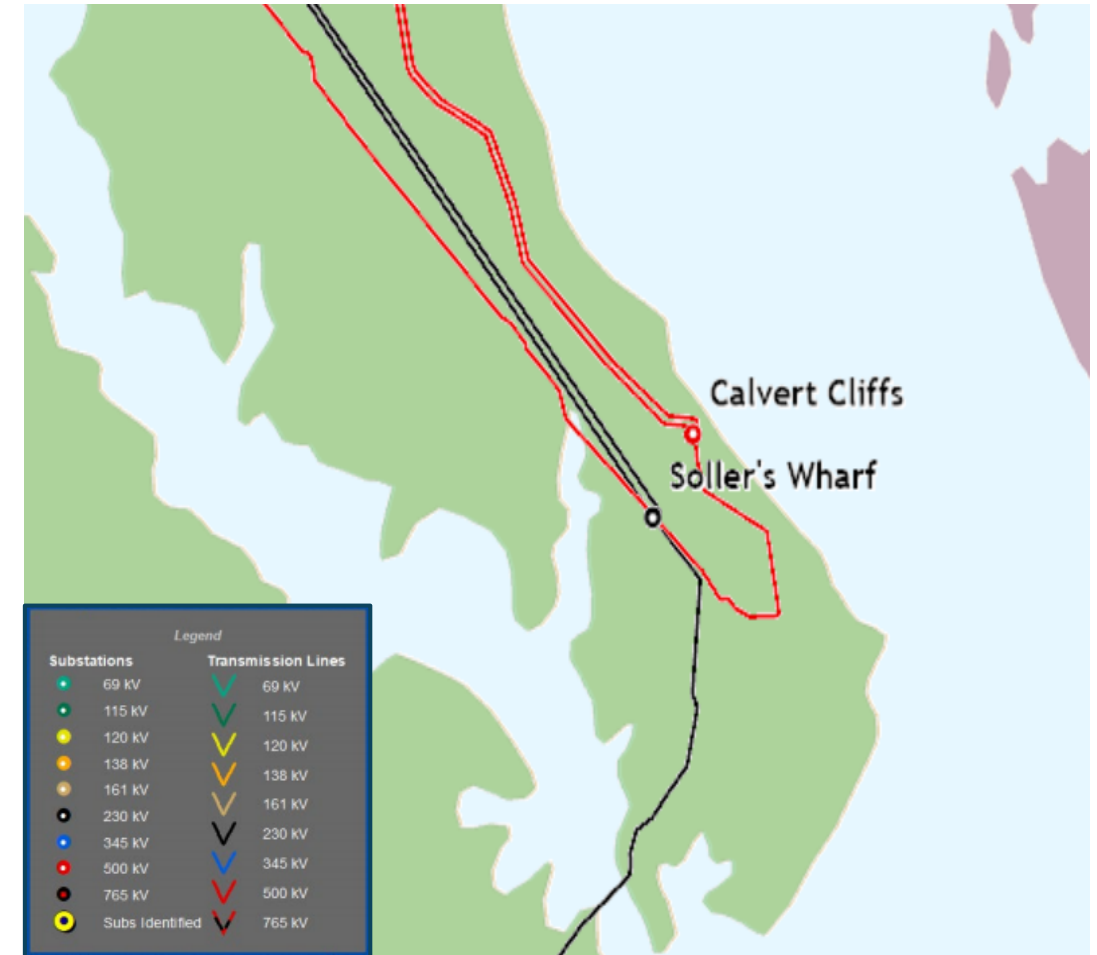 Calvert Cliffs
Soller's Wharf
Legend
Substations
Transmission Lines
69 kV
69 kV
115 kV
115 kV
120 kV
120 kV
138 kV
138 kV
161 kV
161 kV
230 kV
230 kV
345 kV
345 kV
500 kV
500 kV
765 kV
765 kV
Subs Identified